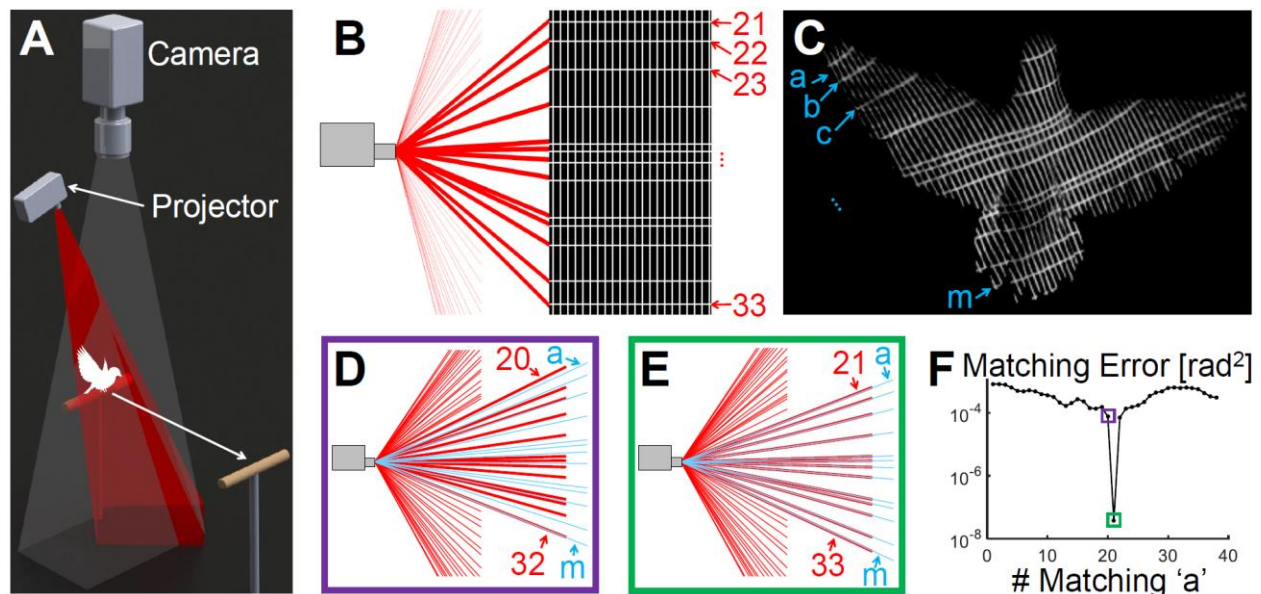 A
Camera
Projector
B
21
22
23
...
33
C
a
b
c
...
m
D
20
a
32
m
E
21
a
33
m
F
Matching Error [rad²]
10⁻⁴
10⁻⁶
10⁻⁸
0
10
20
30
40
# Matching 'a'